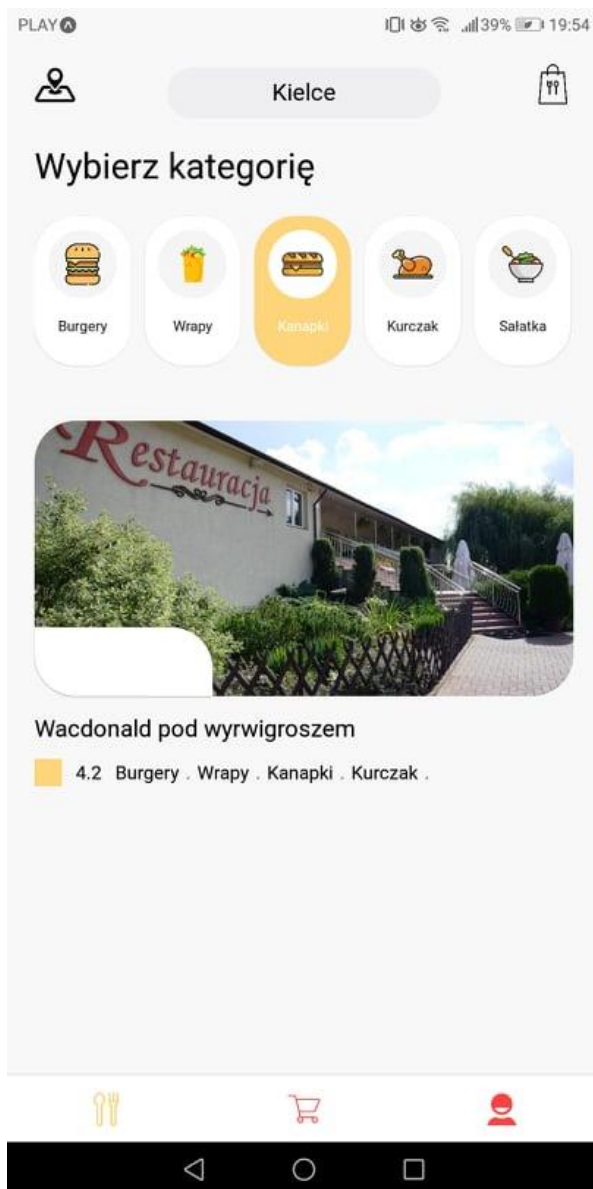 PLAY 39% 19:54
Kielce
Wybierz kategorię
Burgery Wrapy Kanapki Kurczak Sałatka
Restauracja
Wacdonald pod wyrwigroszem
4.2 Burgery . Wrapy . Kanapki . Kurczak .